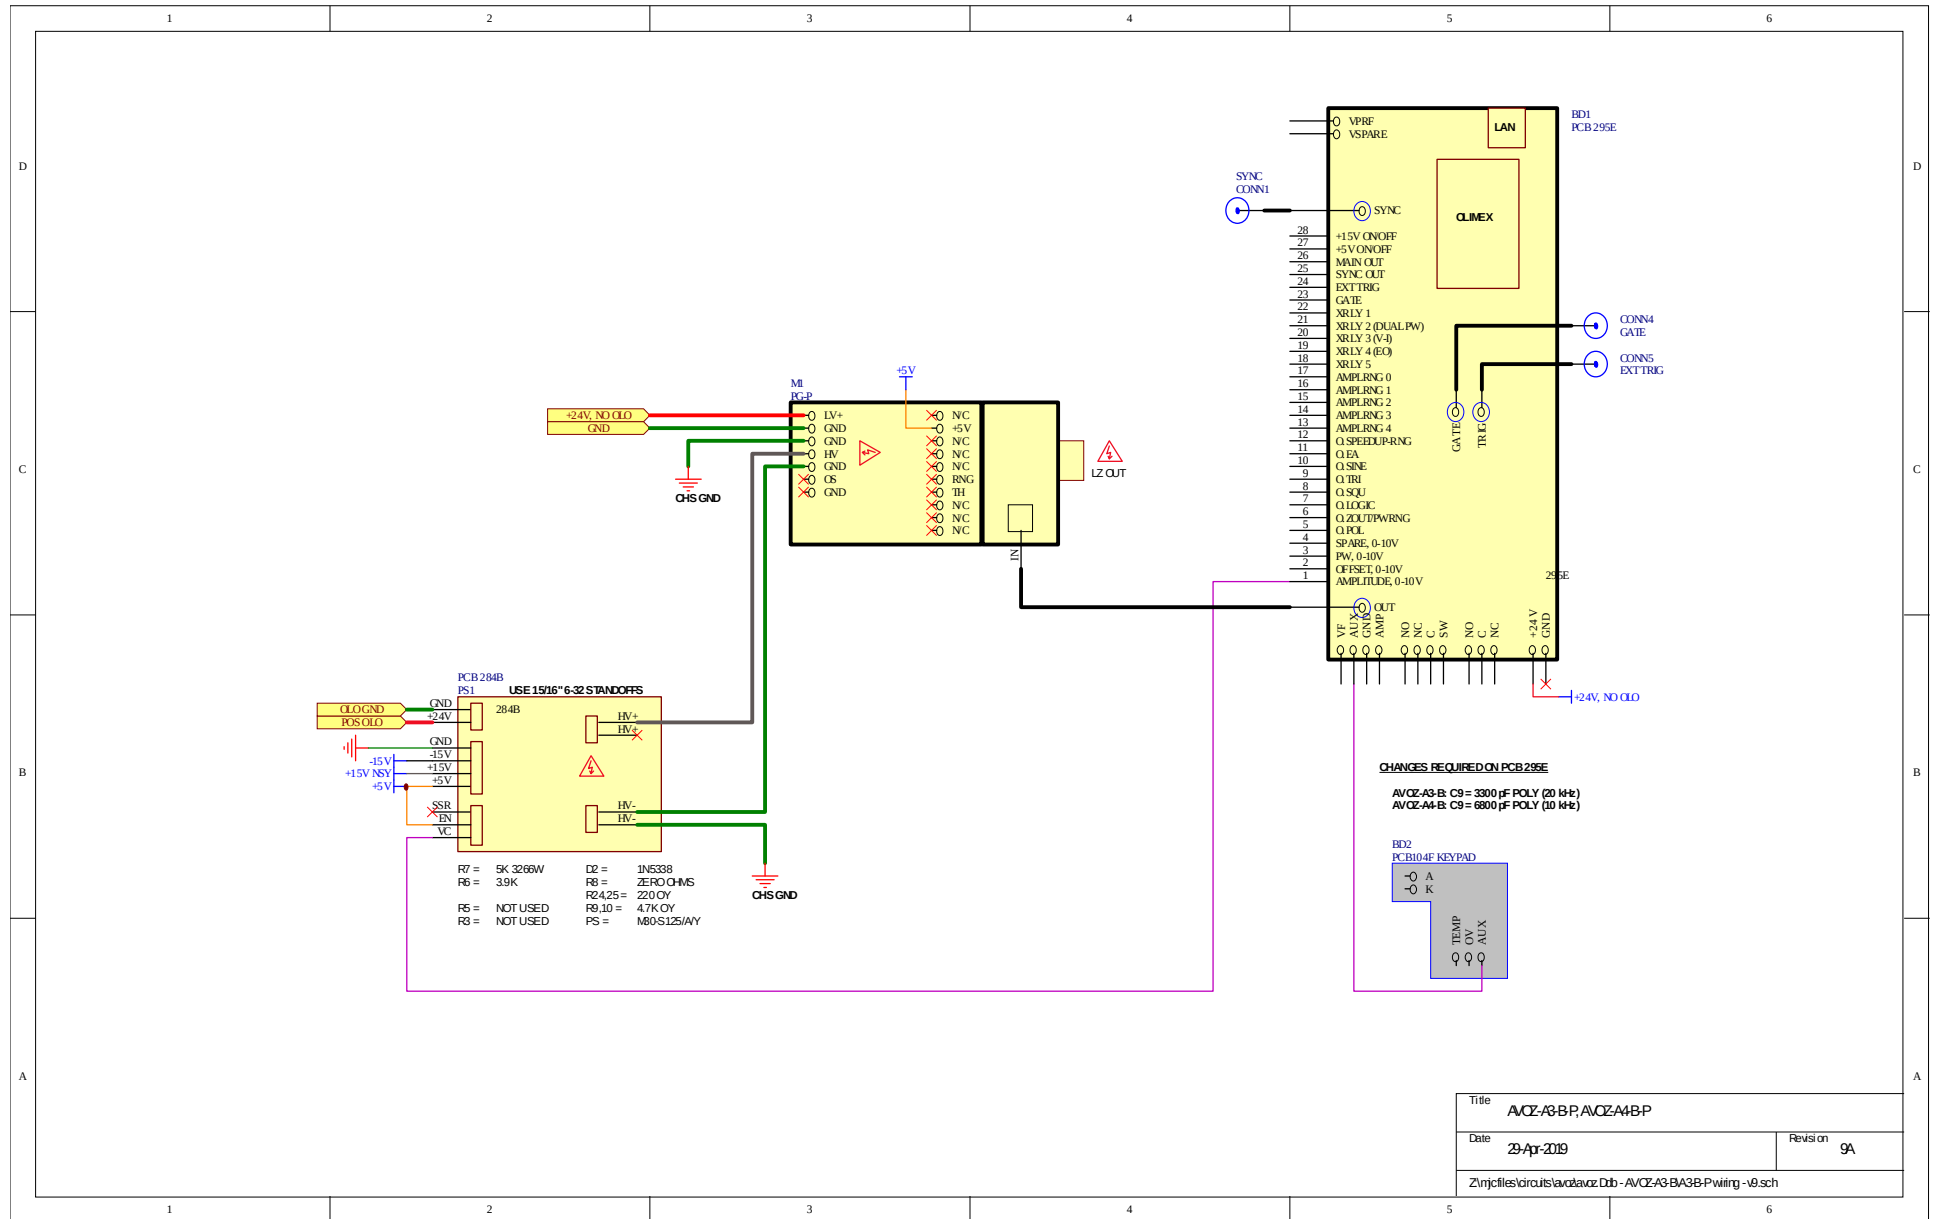 1 2 3 4 5 6
D D
C C
B B
A A
BD1
PCB 295E
LAN
VPRF
VSPARE
OLIMEX
SYNC
CONN1
SYNC
28 +15V ON/OFF
27 +5V ON/OFF
26 MAIN OUT
25 SYNC OUT
24 EXT TRIG
23 GATE
22 XRLY 1
21 XRLY 2 (DUAL PW)
20 XRLY 3 (V-I)
19 XRLY 4 (EO)
18 XRLY 5
17 AMPLRNG 0
16 AMPLRNG 1
15 AMPLRNG 2
14 AMPLRNG 3
13 AMPLRNG 4
12 O.SPEEDUP-RNG
11 O.EA
10 O.SINE
9 O.TRI
8 O.SQU
7 O.LOGIC
6 O.ZOUT/PWRNG
5 O.POL
4 SPARE, 0-10V
3 PW, 0-10V
2 OFFSET, 0-10V
1 AMPLITUDE, 0-10V
CONN4
GATE
CONN5
EXT TRIG
GATE
TRIG
295E
OUT
VF
AUX
GND
AMP
NO
NC
C
SW
NO
C
NC
+24 V
GND
+24V, NO OLO
M1
PG-P
+5V
+24V, NO OLO
GND
LV+
GND
GND
HV
GND
OS
GND
N/C
+5V
N/C
N/C
N/C
RNG
TH
N/C
N/C
N/C
IN
LZ OUT
CHS GND
PCB 284B
PS1
USE 15/16" 6-32 STANDOFFS
284B
OLO GND
POS OLO
GND
+24V
GND
-15V
+15V
+5V
-15V
+15V NSY
+5V
SSR
EN
VC
HV+
HV+
HV-
HV-
CHS GND
R7 = 5K 3266W D2 = 1N5338
R6 = 3.9K R8 = ZERO OHMS
R24,25 = 220 OY
R5 = NOT USED R9,10 = 4.7K OY
R3 = NOT USED PS = M30-S125/A/Y
CHANGES REQUIRED ON PCB 295E
AVOZ-A3-B: C9 = 3300 pF POLY (20 kHz)
AVOZ-A4-B: C9 = 6800 pF POLY (10 kHz)
BD2
PCB104F KEYPAD
A
K
TEMP
OV
AUX
Title
AVOZ-A3-B-P, AVOZ-A4-B-P
Date
29-Apr-2019
Revision
9A
Z:\mjcfiles\circuits\avoz\avoz.Ddb - AVOZ-A3-B\A3-B-P wiring - v9.sch
1 2 3 4 5 6